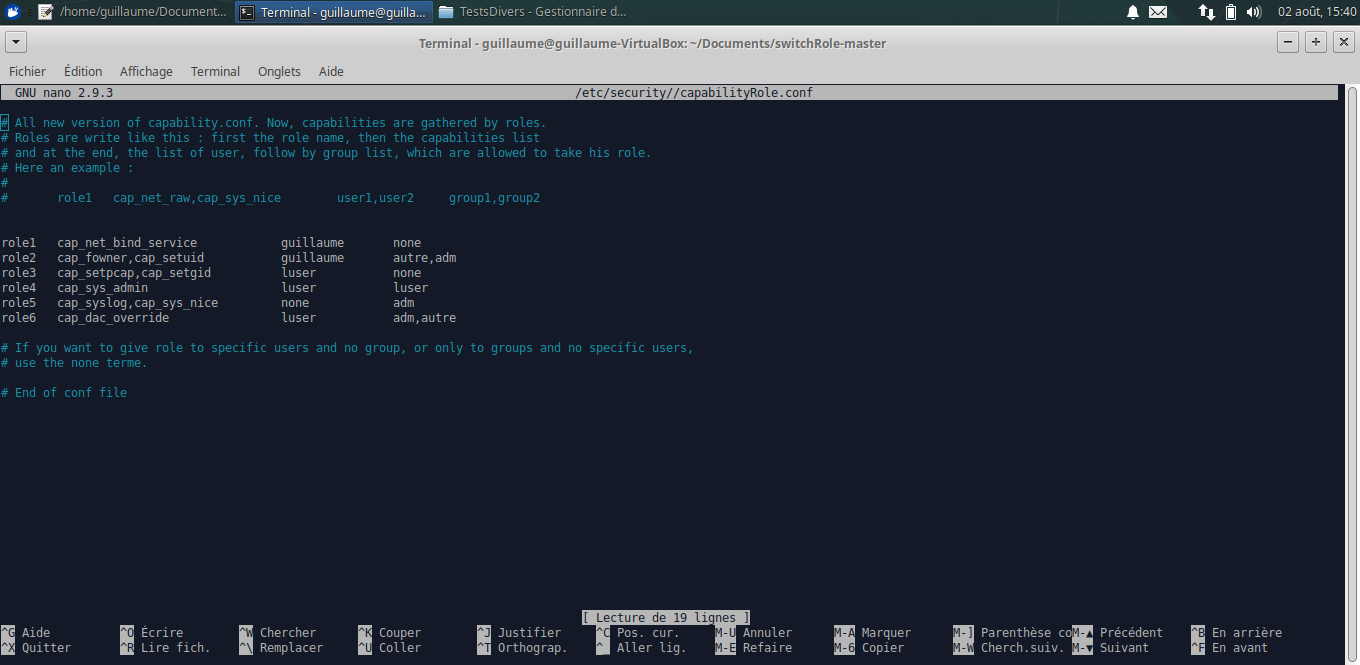 /home/guillaume/Document... Terminal - guillaume@guilla... TestsDivers - Gestionnaire d... 02 août, 15:40
Terminal - guillaume@guillaume-VirtualBox: ~/Documents/switchRole-master
Fichier Édition Affichage Terminal Onglets Aide
GNU nano 2.9.3 /etc/security//capabilityRole.conf
# All new version of capability.conf. Now, capabilities are gathered by roles.
# Roles are write like this : first the role name, then the capabilities list
# and at the end, the list of user, follow by group list, which are allowed to take his role.
# Here an example :
#
# role1 cap_net_raw,cap_sys_nice user1,user2 group1,group2
role1 cap_net_bind_service guillaume none
role2 cap_fowner,cap_setuid guillaume autre,adm
role3 cap_setpcap,cap_setgid luser none
role4 cap_sys_admin luser luser
role5 cap_syslog,cap_sys_nice none adm
role6 cap_dac_override luser adm,autre
# If you want to give role to specific users and no group, or only to groups and no specific users,
# use the none terme.
# End of conf file
[ Lecture de 19 lignes ]
^G Aide ^O Écrire ^W Chercher ^K Couper ^J Justifier ^C Pos. cur. M-U Annuler M-A Marquer M-] Parenthèse co M-▲ Précédent ^B En arrière
^X Quitter ^R Lire fich. ^\ Remplacer ^U Coller ^T Orthograp. ^_ Aller lig. M-E Refaire M-6 Copier M-W Cherch.suiv. M-▼ Suivant ^F En avant